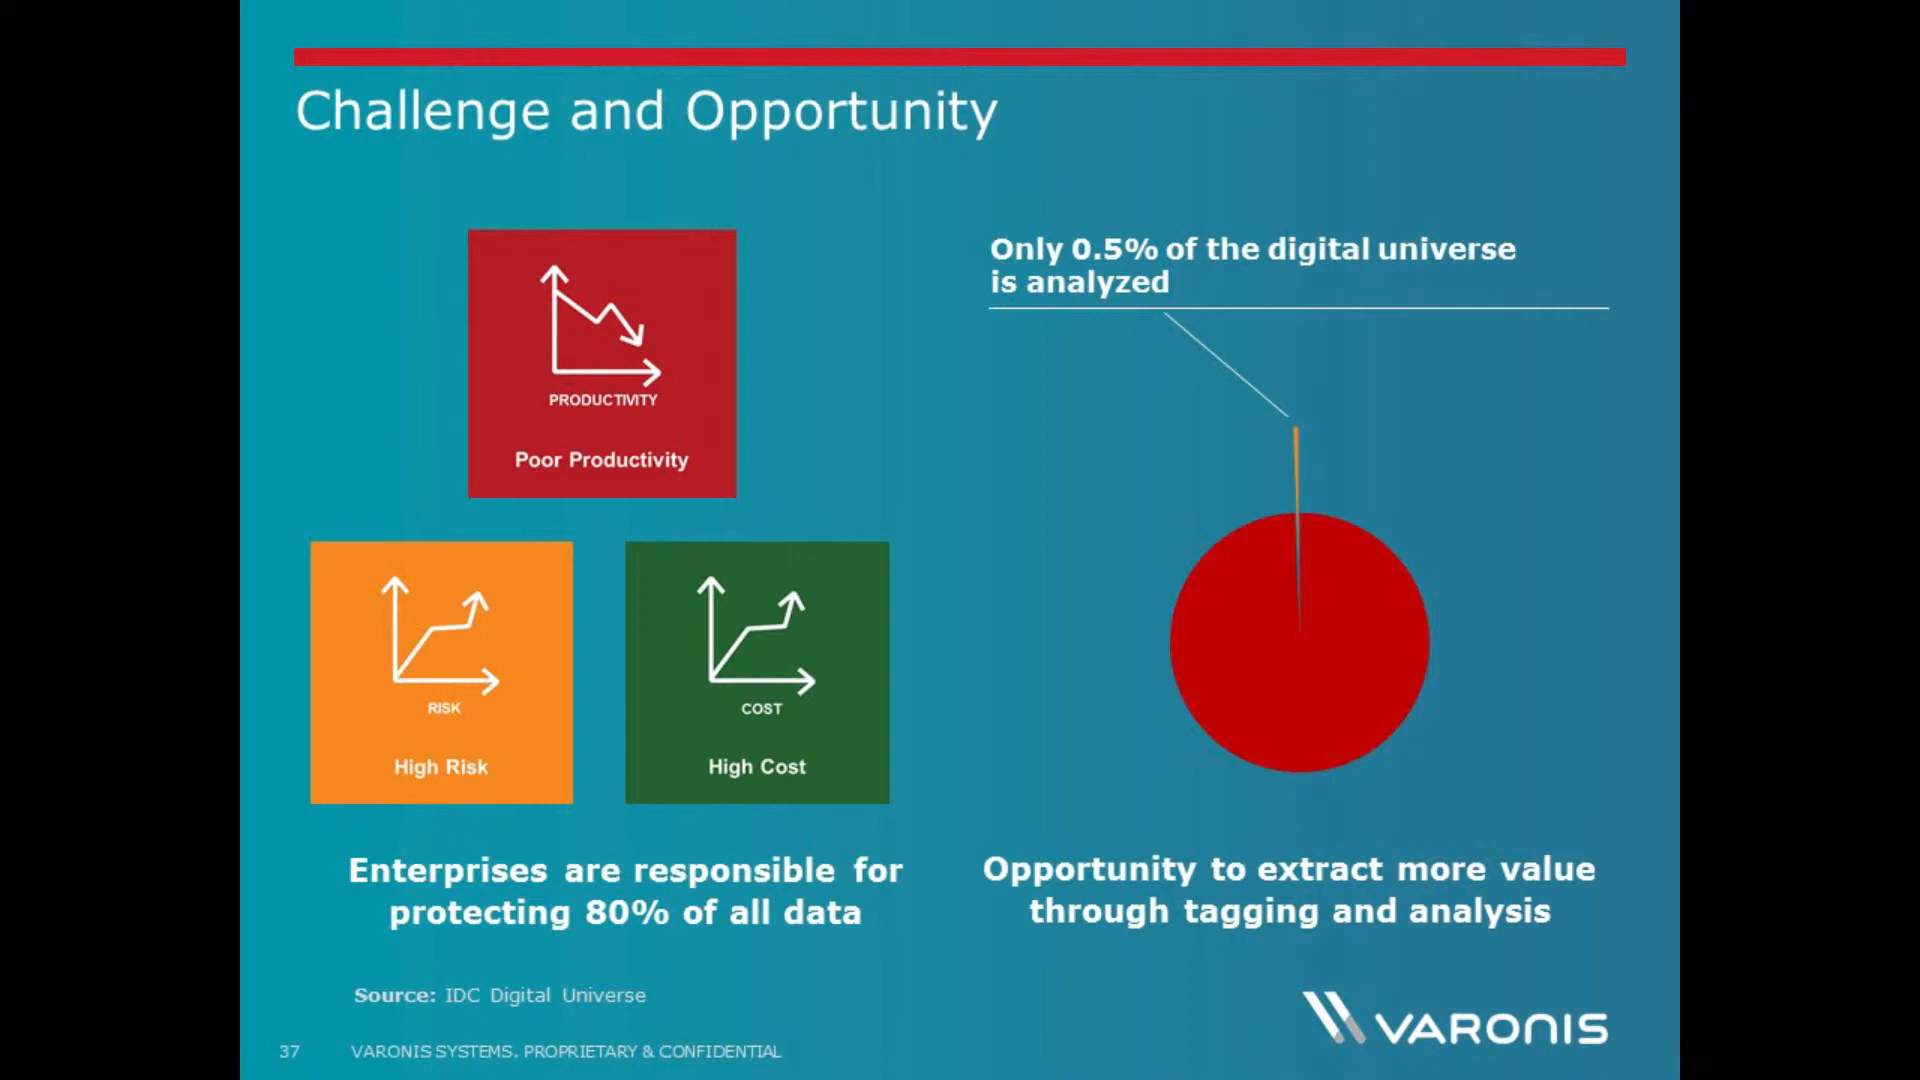 Challenge and Opportunity
PRODUCTIVITY
Poor Productivity
RISK
High Risk
COST
High Cost
Enterprises are responsible for
protecting 80% of all data
Only 0.5% of the digital universe
is analyzed
Opportunity to extract more value
through tagging and analysis
Source: IDC Digital Universe
VARONIS
37 VARONIS SYSTEMS. PROPRIETARY & CONFIDENTIAL